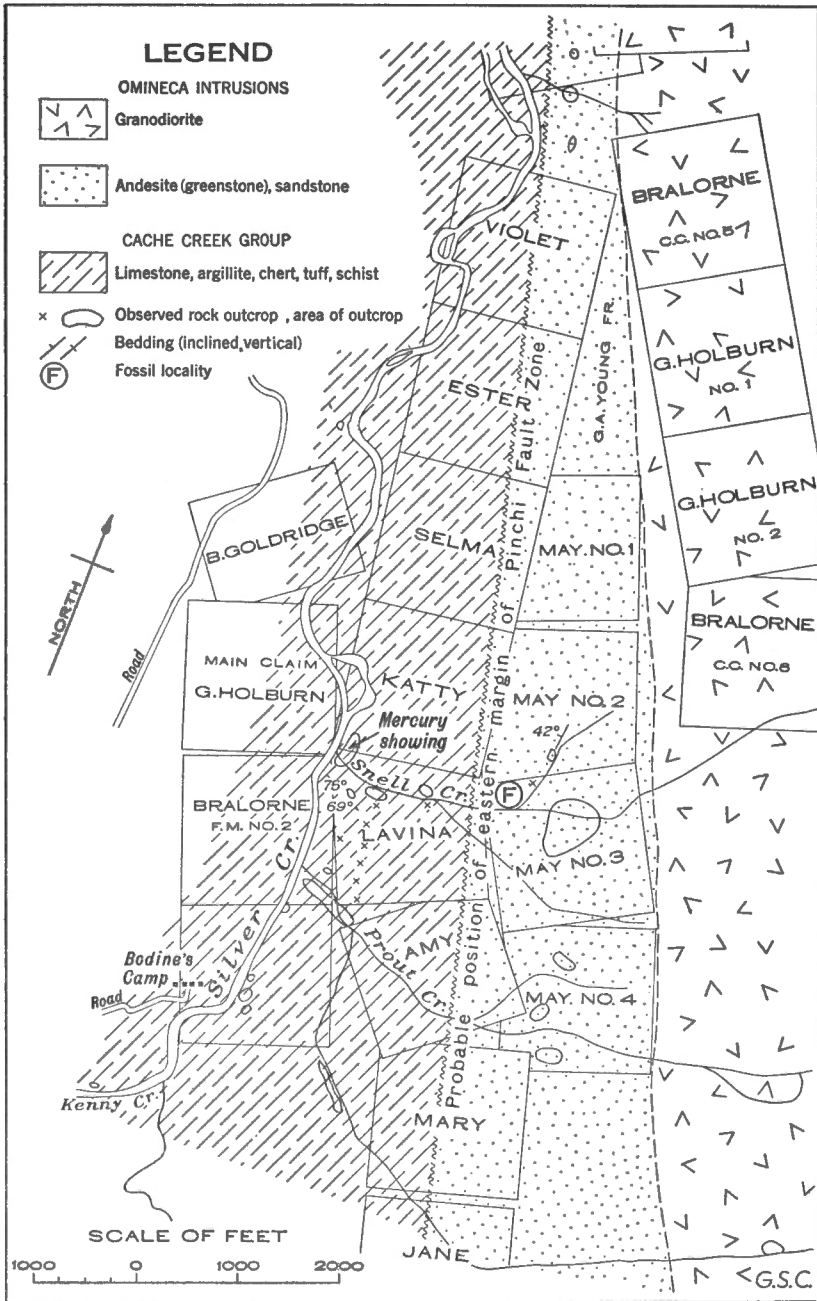 LEGEND
OMINECA INTRUSIONS
Granodiorite
Andesite (greenstone), sandstone
CACHE CREEK GROUP
Limestone, argillite, chert, tuff, schist
Observed rock outcrop, area of outcrop
Bedding (inclined, vertical)
F Fossil locality
BRALORNE
C.C. NO. 5
VIOLET
G.A. YOUNG FR.
G. HOLBURN
NO. 1
ESTER
G. HOLBURN
NO. 2
B. GOLDRIDGE
SELMA
MAY. NO. 1
NORTH
Road
BRALORNE
C.C. NO. 6
MAIN CLAIM
G. HOLBURN
KATTY
MAY NO. 2
42°
Mercury
showing
Snell Cr.
F
75°
69°
BRALORNE
F.M. NO. 2
LAVINA
MAY NO. 3
Silver Cr.
Prout Cr.
AMY
Bodine's
Camp
Road
MAY. NO. 4
Kenny Cr.
MARY
Probable position of eastern margin of Pinchi Fault Zone
JANE
SCALE OF FEET
1000 0 1000 2000
G.S.C.